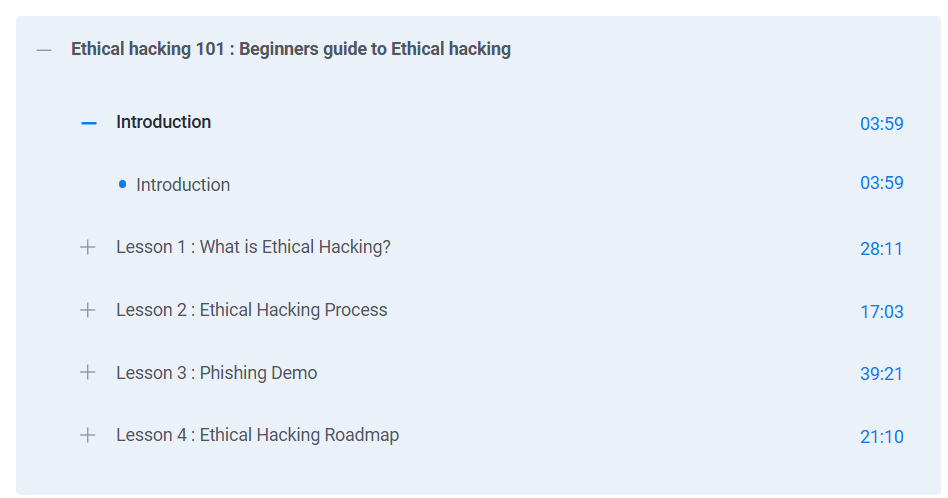 Ethical hacking 101 : Beginners guide to Ethical hacking
Introduction 03:59
Introduction 03:59
Lesson 1 : What is Ethical Hacking? 28:11
Lesson 2 : Ethical Hacking Process 17:03
Lesson 3 : Phishing Demo 39:21
Lesson 4 : Ethical Hacking Roadmap 21:10